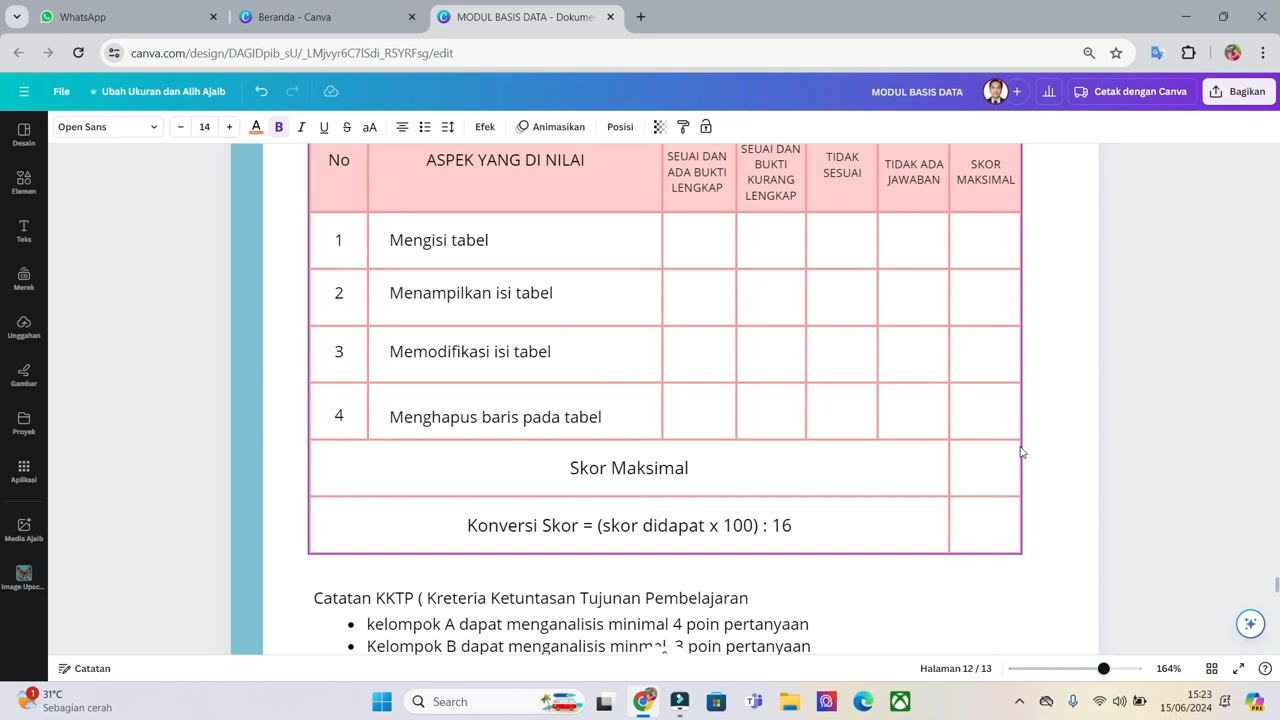 WhatsApp
Beranda - Canva
MODUL BASIS DATA - Dokume
canva.com/design/DAGIDpib_sU/_LMjvyr6C7lSdi_R5YRFsg/edit
File
Ubah Ukuran dan Alih Ajaib
MODUL BASIS DATA
Cetak dengan Canva
Bagikan
Open Sans
14
A
B
I
U
S
aA
Efek
Animasikan
Posisi
Desain
Elemen
Teks
Merek
Unggahan
Gambar
Proyek
Aplikasi
Media Ajaib
Image Upsc...
No
ASPEK YANG DI NILAI
SEUAI DAN
ADA BUKTI
LENGKAP
SEUAI DAN
BUKTI
KURANG
LENGKAP
TIDAK
SESUAI
TIDAK ADA
JAWABAN
SKOR
MAKSIMAL
1 Mengisi tabel
2 Menampilkan isi tabel
3 Memodifikasi isi tabel
4 Menghapus baris pada tabel
Skor Maksimal
Konversi Skor = (skor didapat x 100) : 16
Catatan KKTP ( Kreteria Ketuntasan Tujunan Pembelajaran
• kelompok A dapat menganalisis minimal 4 poin pertanyaan
• Kelompok B dapat menganalisis 3 poin pertanyaan
Catatan
Halaman 12 / 13
164%
1
31°C
Sebagian cerah
Search
15:23
15/06/2024